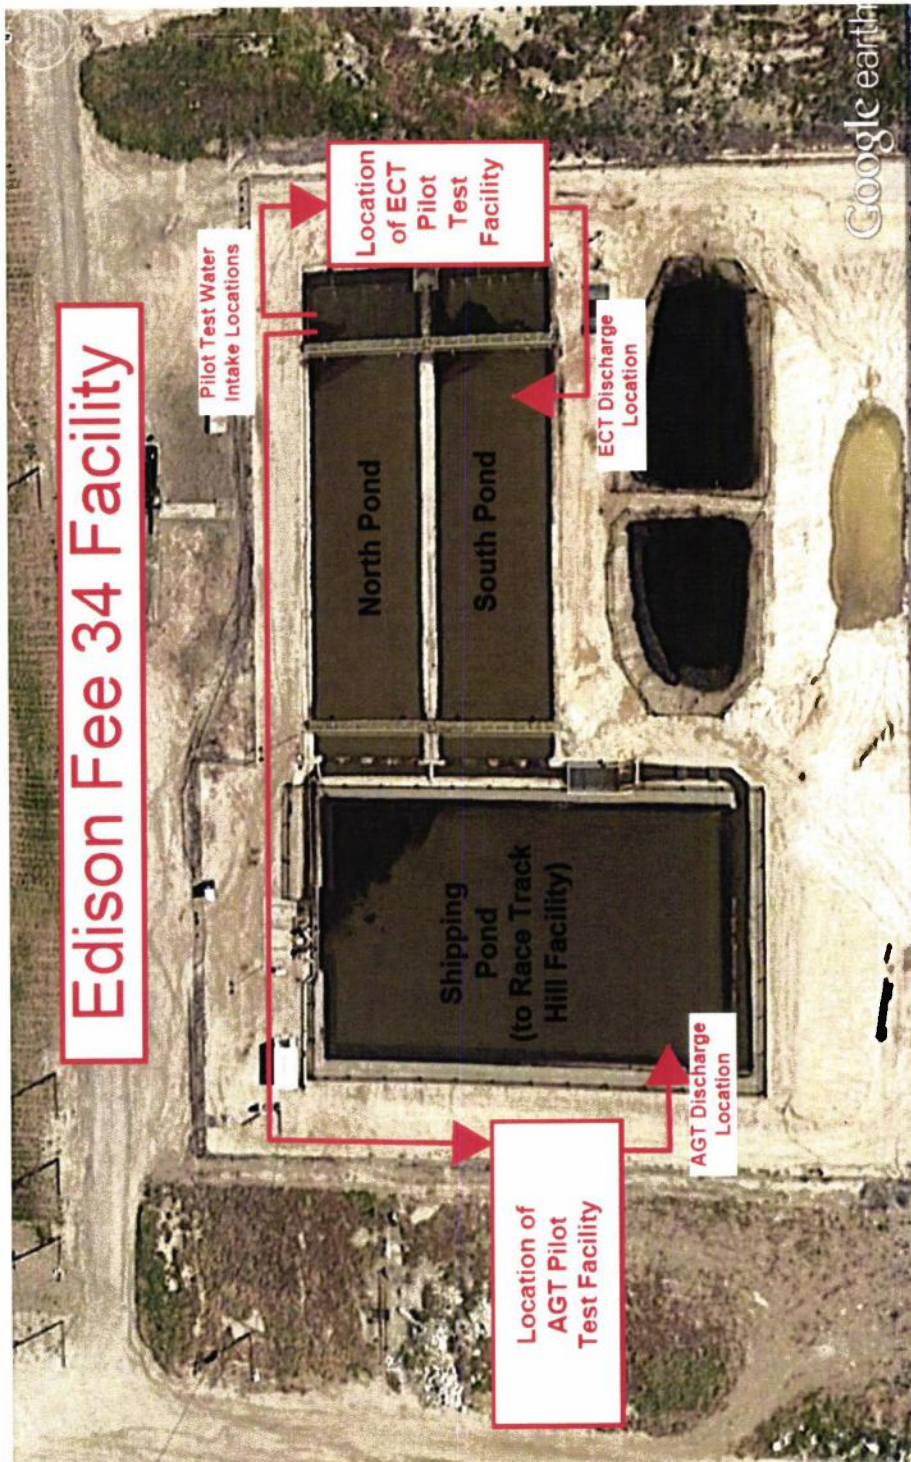 Edison Fee 34 Facility
Pilot Test Water
Intake Locations
Location
of ECT
Pilot
Test
Facility
North Pond
South Pond
ECT Discharge
Location
Shipping
Pond
(to Race Track
Hill Facility)
Location of
AGT Pilot
Test Facility
AGT Discharge
Location
Google earth